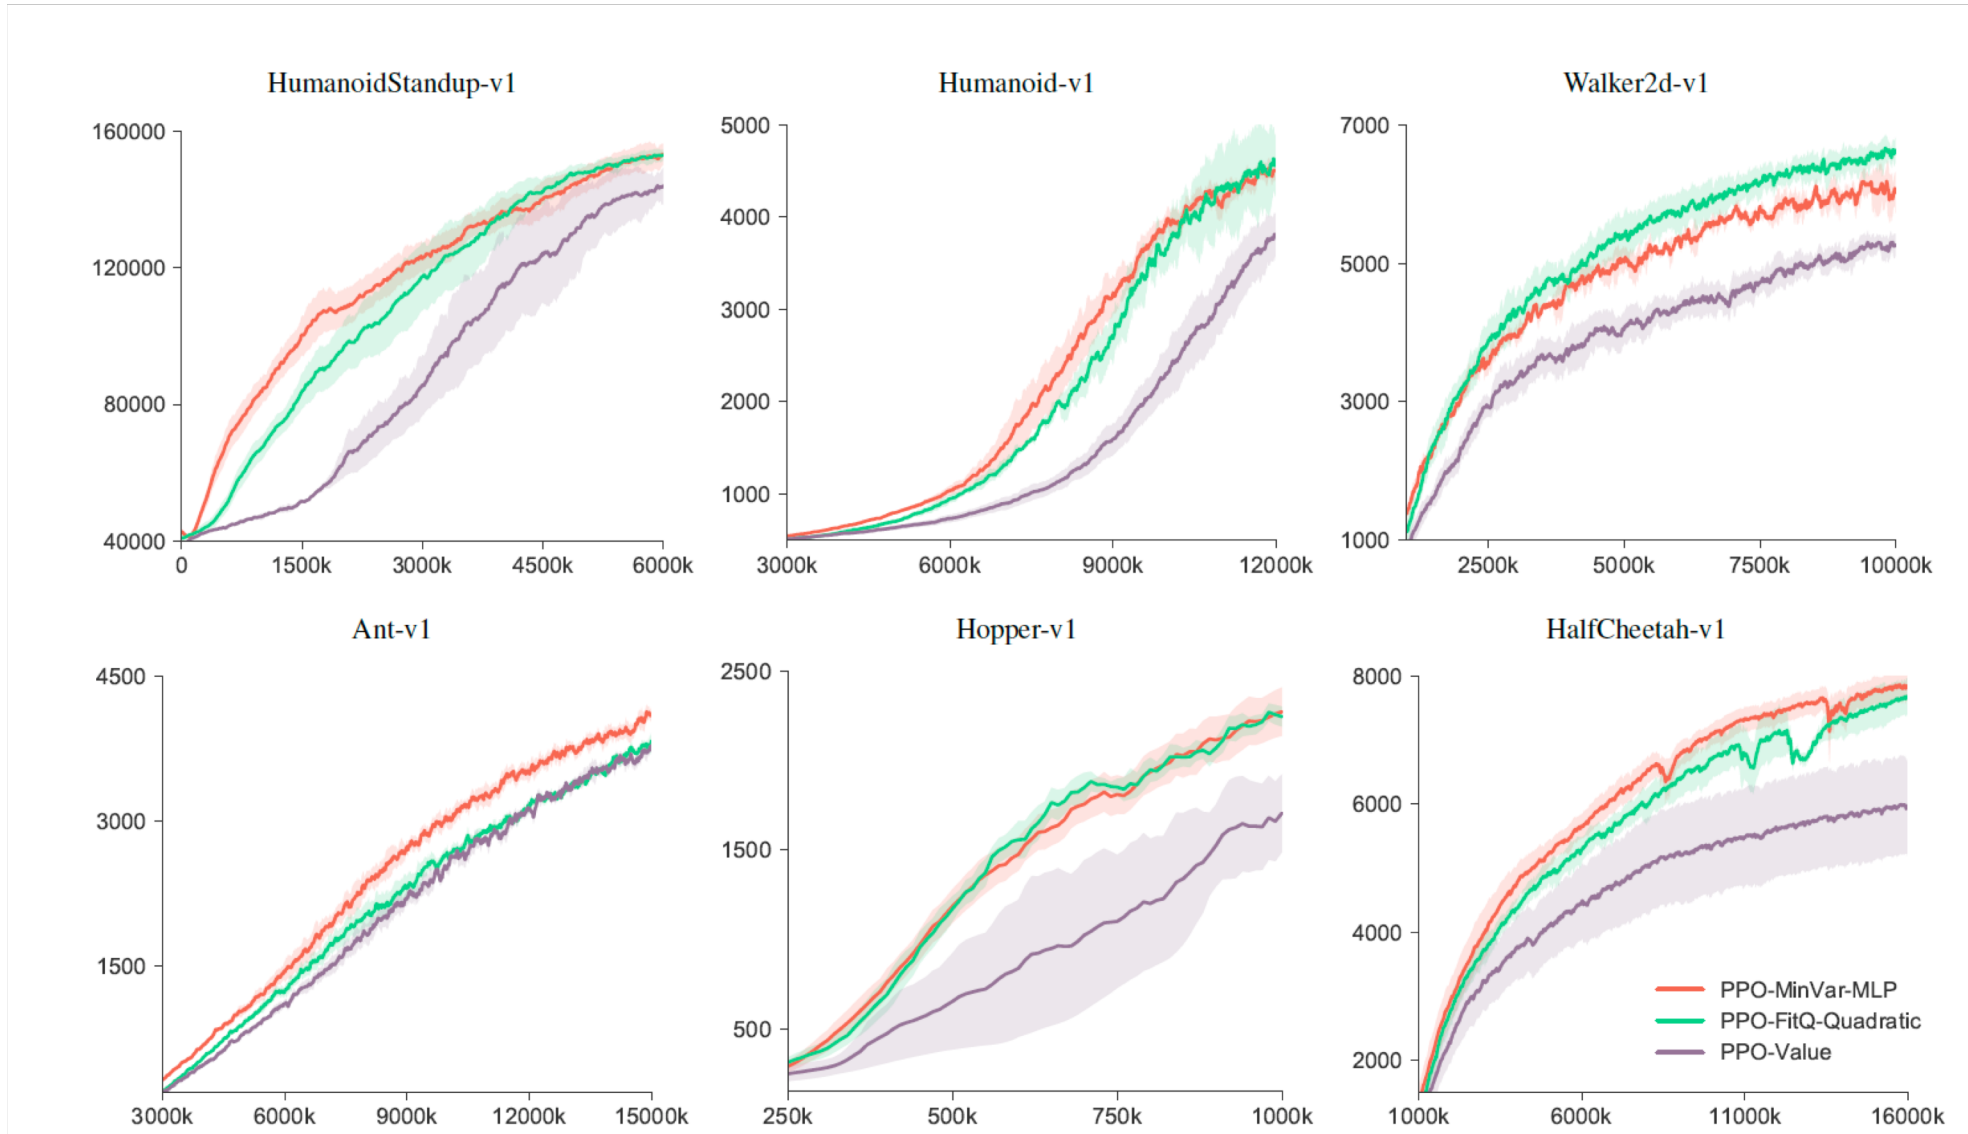 HumanoidStandup-v1
160000
120000
80000
40000
0 1500k 3000k 4500k 6000k
Humanoid-v1
5000
4000
3000
2000
1000
3000k 6000k 9000k 12000k
Walker2d-v1
7000
5000
3000
1000
2500k 5000k 7500k 10000k
Ant-v1
4500
3000
1500
3000k 6000k 9000k 12000k 15000k
Hopper-v1
2500
1500
500
250k 500k 750k 1000k
HalfCheetah-v1
8000
6000
4000
2000
1000k 6000k 11000k 16000k
PPO-MinVar-MLP
PPO-FitQ-Quadratic
PPO-Value